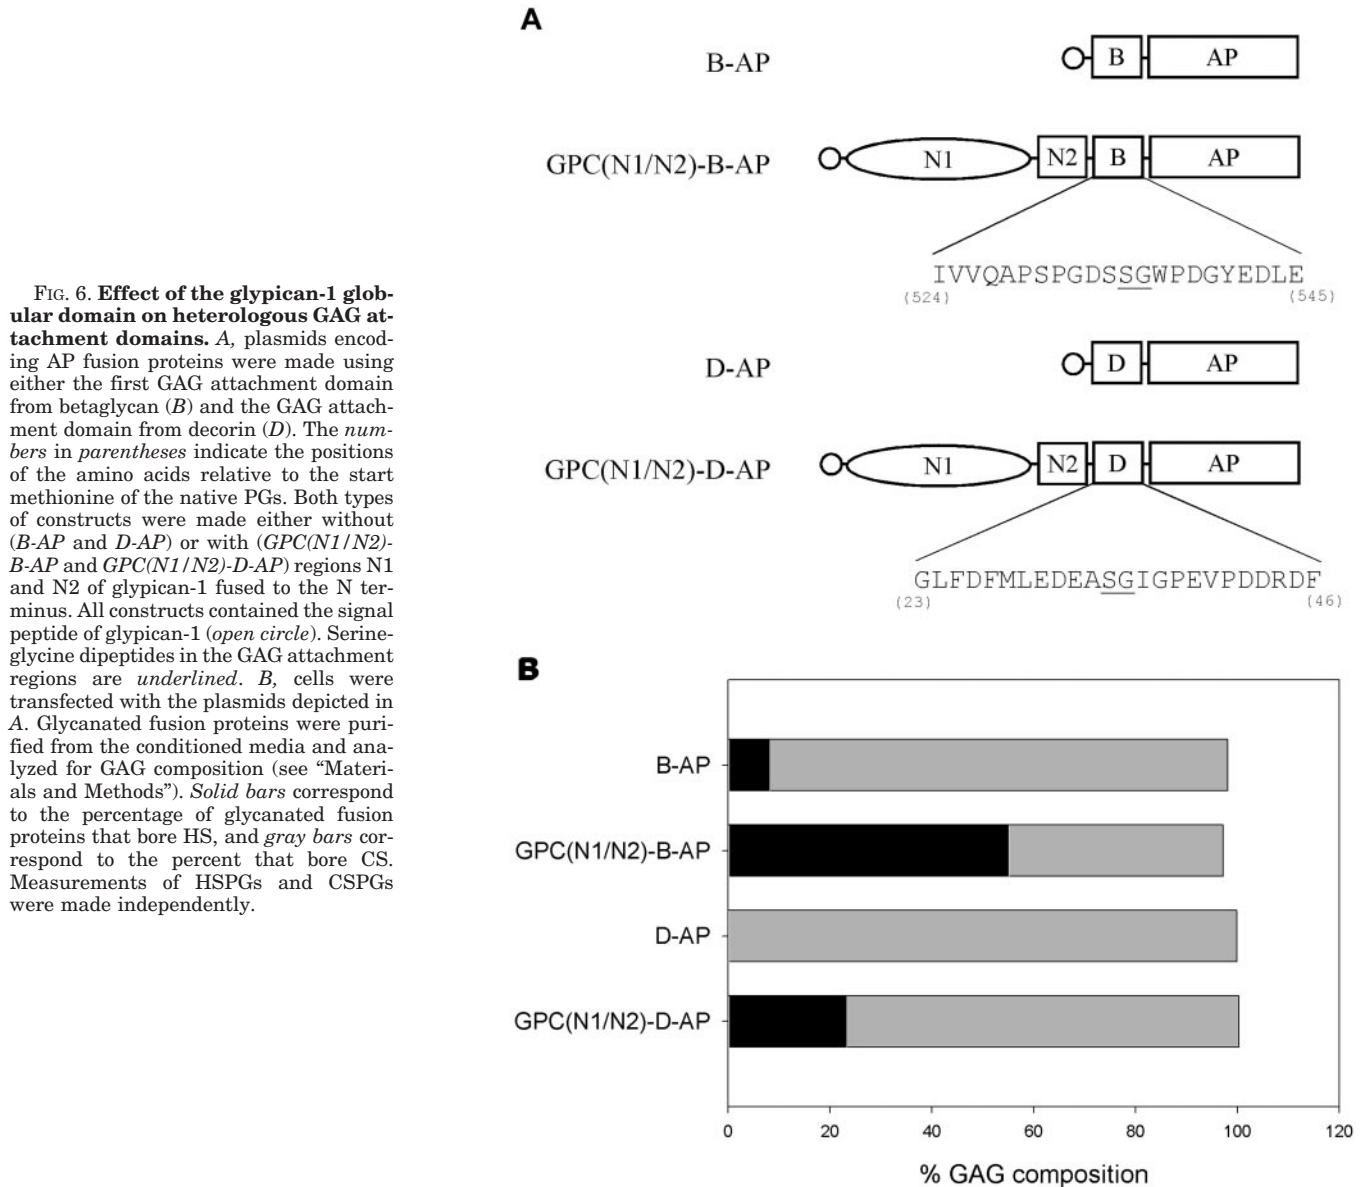 FIG. 6. Effect of the glypican-1 glob-
ular domain on heterologous GAG at-
tachment domains. A, plasmids encod-
ing AP fusion proteins were made using
either the first GAG attachment domain
from betaglycan (B) and the GAG attach-
ment domain from decorin (D). The num-
bers in parentheses indicate the positions
of the amino acids relative to the start
methionine of the native PGs. Both types
of constructs were made either without
(B-AP and D-AP) or with (GPC(N1/N2)-
B-AP and GPC(N1/N2)-D-AP) regions N1
and N2 of glypican-1 fused to the N ter-
minus. All constructs contained the signal
peptide of glypican-1 (open circle). Serine-
glycine dipeptides in the GAG attachment
regions are underlined. B, cells were
transfected with the plasmids depicted in
A. Glycanated fusion proteins were puri-
fied from the conditioned media and ana-
lyzed for GAG composition (see “Materi-
als and Methods”). Solid bars correspond
to the percentage of glycanated fusion
proteins that bore HS, and gray bars cor-
respond to the percent that bore CS.
Measurements of HSPGs and CSPGs
were made independently.
A
B-AP B AP
GPC(N1/N2)-B-AP N1 N2 B AP
IVVQAPSPGDSSGWPDGYEDLE
(524) (545)
D-AP D AP
GPC(N1/N2)-D-AP N1 N2 D AP
GLFDFMLEDEASGIGPEVPDDRDF
(23) (46)
B
B-AP
GPC(N1/N2)-B-AP
D-AP
GPC(N1/N2)-D-AP
0 20 40 60 80 100 120
% GAG composition